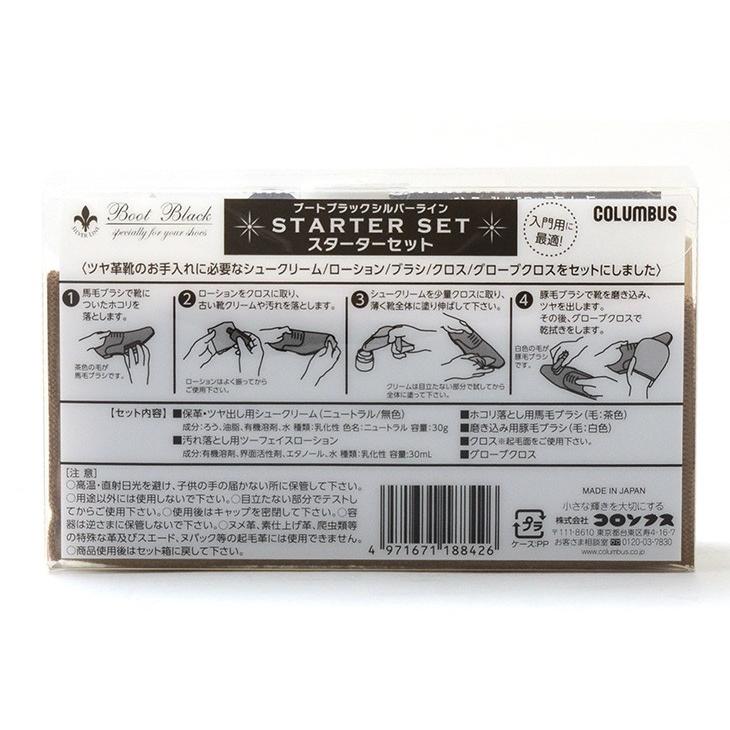 SILVER LINE
Boot Black
specially for your shoes
ブートブラックシルバーライン
STARTER SET
スターターセット
入門用に
最適!
COLUMBUS
〈ツヤ革靴のお手入れに必要なシュークリーム/ローション/ブラシ/クロス/グローブクロスをセットにしました〉
1 馬毛ブラシで靴に
ついたホコリを
落とします。
茶色の毛が
馬毛ブラシです。
2 ローションをクロスに取り、
古い靴クリームや汚れを落とします。
ローションはよく振ってから
ご使用下さい。
3 シュークリームを少量クロスに取り、
薄く靴全体に塗り伸ばして下さい。
クリームは目立たない部分で試してから
全体に塗って下さい。
4 豚毛ブラシで靴を磨き込み、
ツヤを出します。
その後、グローブクロスで
乾拭きをします。
白色の毛が
豚毛ブラシです。
【セット内容】■保革・ツヤ出し用シュークリーム(ニュートラル/無色)
成分:ろう、油脂、有機溶剤、水 種類:乳化性 色名:ニュートラル 容量:30g
■汚れ落とし用ツーフェイスローション
成分:有機溶剤、界面活性剤、エタノール、水 種類:乳化性 容量:30mL
■ホコリ落とし用馬毛ブラシ(毛:茶色)
■磨き込み用豚毛ブラシ(毛:白色)
■クロス※起毛面をご使用下さい。
■グローブクロス
[注 意]
○高温・直射日光を避け、子供の手の届かない所に保管して下さい。
○用途以外には使用しないで下さい。○目立たない部分でテスト
してからご使用下さい。○使用後はキャップを密閉して下さい。○容
器は逆さまに保管しないで下さい。○ヌメ革、素仕上げ革、爬虫類等
の特殊な革及びスエード、ヌバック等の起毛革には使用できません。
○商品使用後はセット箱に戻して下さい。
4 971671 188426
プラ
ケース:PP
MADE IN JAPAN
小さな輝きを大切にする
株式会社 コロンブス
〒111-8610 東京都台東区寿4-16-7
お客さま相談室 0120-03-7830
www.columbus.co.jp